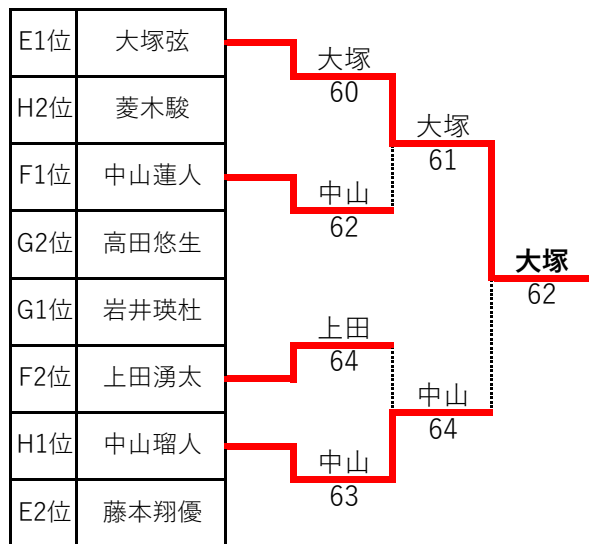 E1位 大塚弦
H2位 菱木駿
F1位 中山蓮人
G2位 高田悠生
G1位 岩井瑛杜
F2位 上田湧太
H1位 中山瑠人
E2位 藤本翔優
大塚
60
中山
62
上田
64
中山
63
大塚
61
中山
64
大塚
62